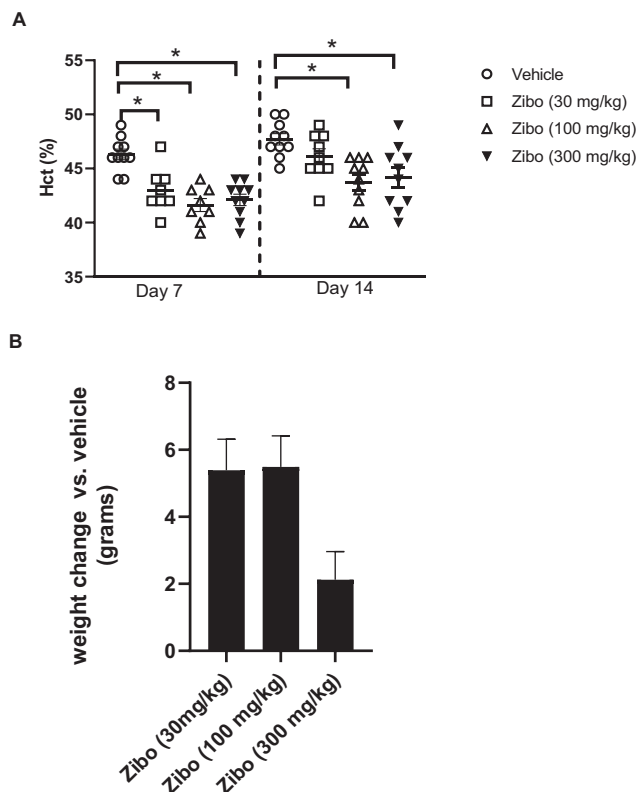 A
*
*
*
*
*
55
50
45
40
35
Hct (%)
Day 7
Day 14
Vehicle
Zibo (30 mg/kg)
Zibo (100 mg/kg)
Zibo (300 mg/kg)
B
8
6
4
2
0
weight change vs. vehicle
(grams)
Zibo (30mg/kg)
Zibo (100 mg/kg)
Zibo (300 mg/kg)